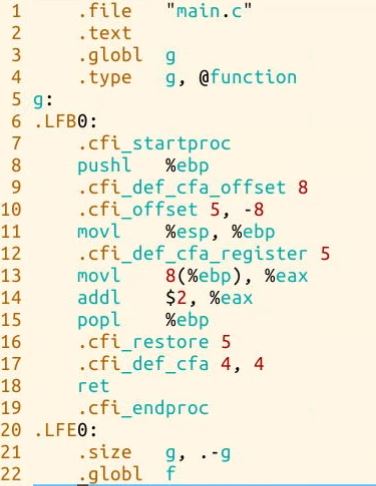 1 .file "main.c"
2 .text
3 .globl g
4 .type g, @function
5 g:
6 .LFB0:
7 .cfi_startproc
8 pushl %ebp
9 .cfi_def_cfa_offset 8
10 .cfi_offset 5, -8
11 movl %esp, %ebp
12 .cfi_def_cfa_register 5
13 movl 8(%ebp), %eax
14 addl $2, %eax
15 popl %ebp
16 .cfi_restore 5
17 .cfi_def_cfa 4, 4
18 ret
19 .cfi_endproc
20 .LFE0:
21 .size g, .-g
22 .globl f